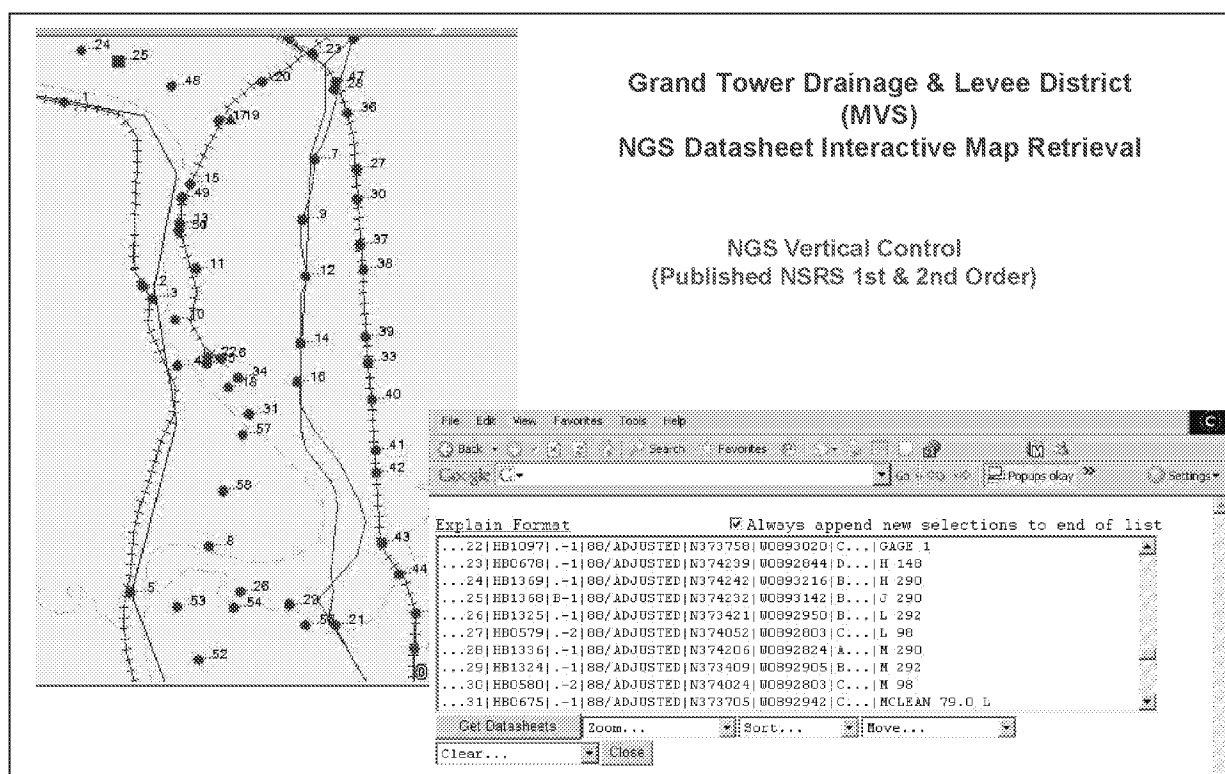 Grand Tower Drainage & Levee District
(MVS)
NGS Datasheet Interactive Map Retrieval
NGS Vertical Control
(Published NSRS 1st & 2nd Order)
..24
..25
..23
..48
..20
..47
..28
..1
..36
..1719
..7
..27
..15
..30
..49
..9
..13
..50
..37
..11
..12
..38
..2
..3
..10
..14
..39
..33
..34
..16
..18
..40
..31
..57
..41
..42
..58
..43
..8
..44
..5
..26
..53
..54
..29
..21
..52
File Edit View Favorites Tools Help
Back Search Favorites
Google Go Popups okay Settings
Explain Format Always append new selections to end of list
...22|HB1097|.-1|88/ADJUSTED|N373758|W0893020|C...|GAGE 1
...23|HB0678|.-1|88/ADJUSTED|N374239|W0892844|D...|H 148
...24|HB1369|.-1|88/ADJUSTED|N374242|W0893216|B...|H 290
...25|HB1368|B-1|88/ADJUSTED|N374232|W0893142|B...|J 290
...26|HB1325|.-1|88/ADJUSTED|N373421|W0892950|B...|L 292
...27|HB0579|.-2|88/ADJUSTED|N374052|W0892803|C...|L 98
...28|HB1336|.-1|88/ADJUSTED|N374206|W0892824|A...|M 290
...29|HB1324|.-1|88/ADJUSTED|N373409|W0892905|B...|M 292
...30|HB0580|.-2|88/ADJUSTED|N374024|W0892803|C...|M 98
...31|HB0675|.-1|88/ADJUSTED|N373705|W0892942|C...|MCLEAN 79.0 L
Get Datasheets Zoom... Sort... Move...
Clear... Close